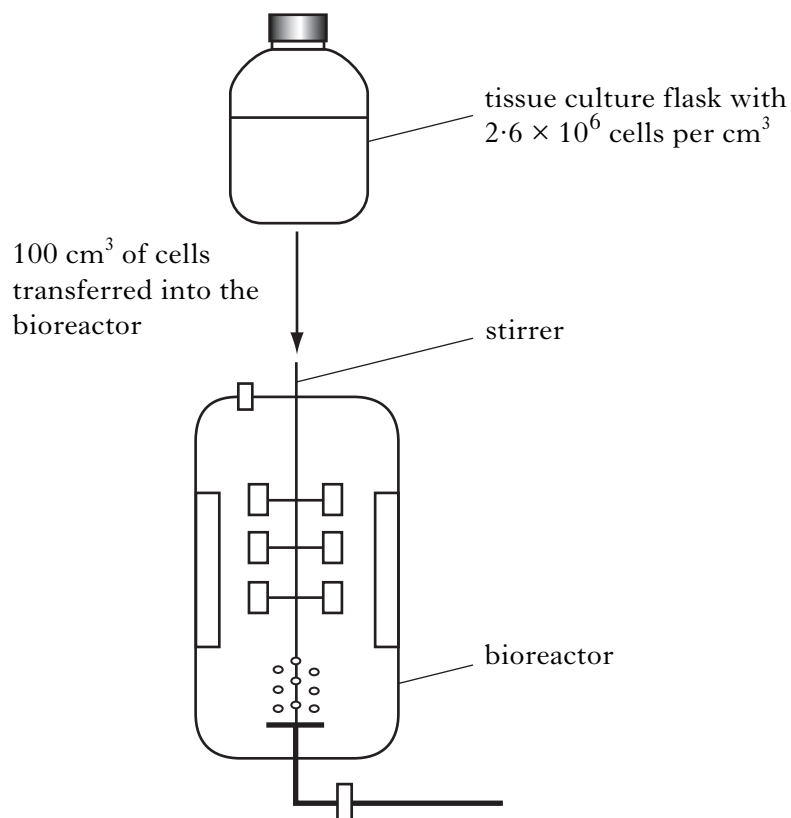 tissue culture flask with
2·6 × 10⁶ cells per cm³
100 cm³ of cells
transferred into the
bioreactor
stirrer
bioreactor